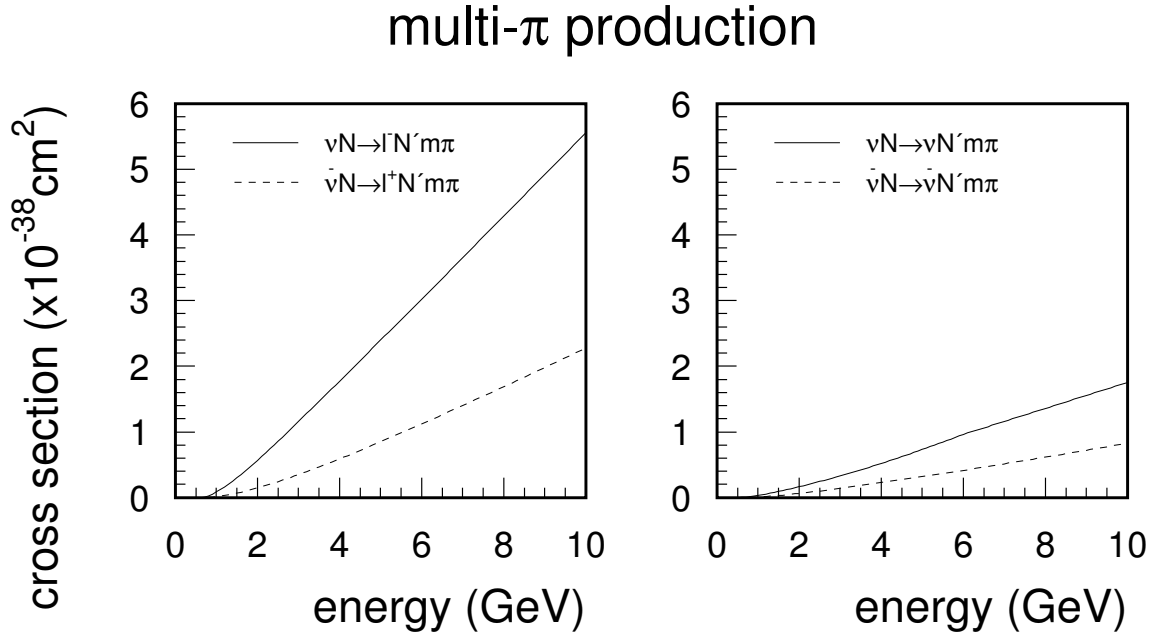 multi-π production
cross section (x10⁻³⁸cm²)
6
5
4
3
2
1
0
νN→l⁻N′mπ
ν̄N→l⁺N′mπ
0 2 4 6 8 10
energy (GeV)
6
5
4
3
2
1
0
νN→νN′mπ
ν̄N→ν̄N′mπ
0 2 4 6 8 10
energy (GeV)